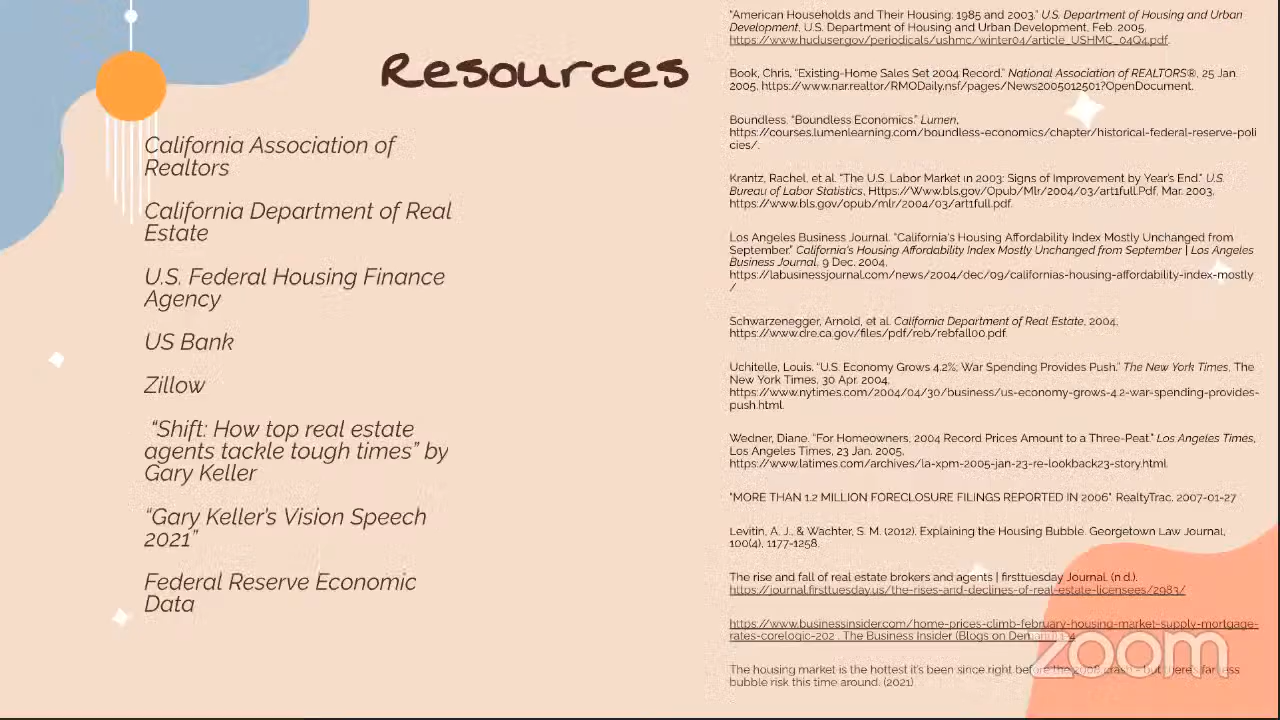 Resources
California Association of
Realtors
California Department of Real
Estate
U.S. Federal Housing Finance
Agency
US Bank
Zillow
“Shift: How top real estate
agents tackle tough times” by
Gary Keller
“Gary Keller’s Vision Speech
2021”
Federal Reserve Economic
Data
“American Households and Their Housing: 1985 and 2003.” U.S. Department of Housing and Urban
Development, U.S. Department of Housing and Urban Development, Feb. 2005,
https://www.huduser.gov/periodicals/ushmc/winter04/article_USHMC_04Q4.pdf.
Book, Chris. “Existing-Home Sales Set 2004 Record.” National Association of REALTORS®, 25 Jan.
2005, https://www.nar.realtor/RMODaily.nsf/pages/News2005012501?OpenDocument.
Boundless. “Boundless Economics.” Lumen,
https://courses.lumenlearning.com/boundless-economics/chapter/historical-federal-reserve-poli
cies/.
Krantz, Rachel, et al. “The U.S. Labor Market in 2003: Signs of Improvement by Year’s End.” U.S.
Bureau of Labor Statistics, Https://Www.bls.gov/Opub/Mlr/2004/03/art1full.Pdf, Mar. 2003,
https://www.bls.gov/opub/mlr/2004/03/art1full.pdf.
Los Angeles Business Journal. “California’s Housing Affordability Index Mostly Unchanged from
September.” California’s Housing Affordability Index Mostly Unchanged from September | Los Angeles
Business Journal, 9 Dec. 2004,
https://labusinessjournal.com/news/2004/dec/09/californias-housing-affordability-index-mostly
/
Schwarzenegger, Arnold, et al. California Department of Real Estate, 2004,
https://www.dre.ca.gov/files/pdf/reb/rebfall00.pdf.
Uchitelle, Louis. “U.S. Economy Grows 4.2%; War Spending Provides Push.” The New York Times, The
New York Times, 30 Apr. 2004,
https://www.nytimes.com/2004/04/30/business/us-economy-grows-4.2-war-spending-provides-
push.html.
Wedner, Diane. “For Homeowners, 2004 Record Prices Amount to a Three-Peat.” Los Angeles Times,
Los Angeles Times, 23 Jan. 2005,
https://www.latimes.com/archives/la-xpm-2005-jan-23-re-lookback23-story.html.
"MORE THAN 1.2 MILLION FORECLOSURE FILINGS REPORTED IN 2006". RealtyTrac. 2007-01-27
Levitin, A. J., & Wachter, S. M. (2012). Explaining the Housing Bubble. Georgetown Law Journal,
100(4), 1177-1258.
The rise and fall of real estate brokers and agents | firsttuesday Journal. (n.d.).
https://journal.firsttuesday.us/the-rises-and-declines-of-real-estate-licensees/2983/
https://www.businessinsider.com/home-prices-climb-february-housing-market-supply-mortgage-
rates-corelogic-202 . The Business Insider (Blogs on Demand) 1-4
The housing market is the hottest it’s been since right before the 2008 crash - but there’s far less
bubble risk this time around. (2021)
zoom